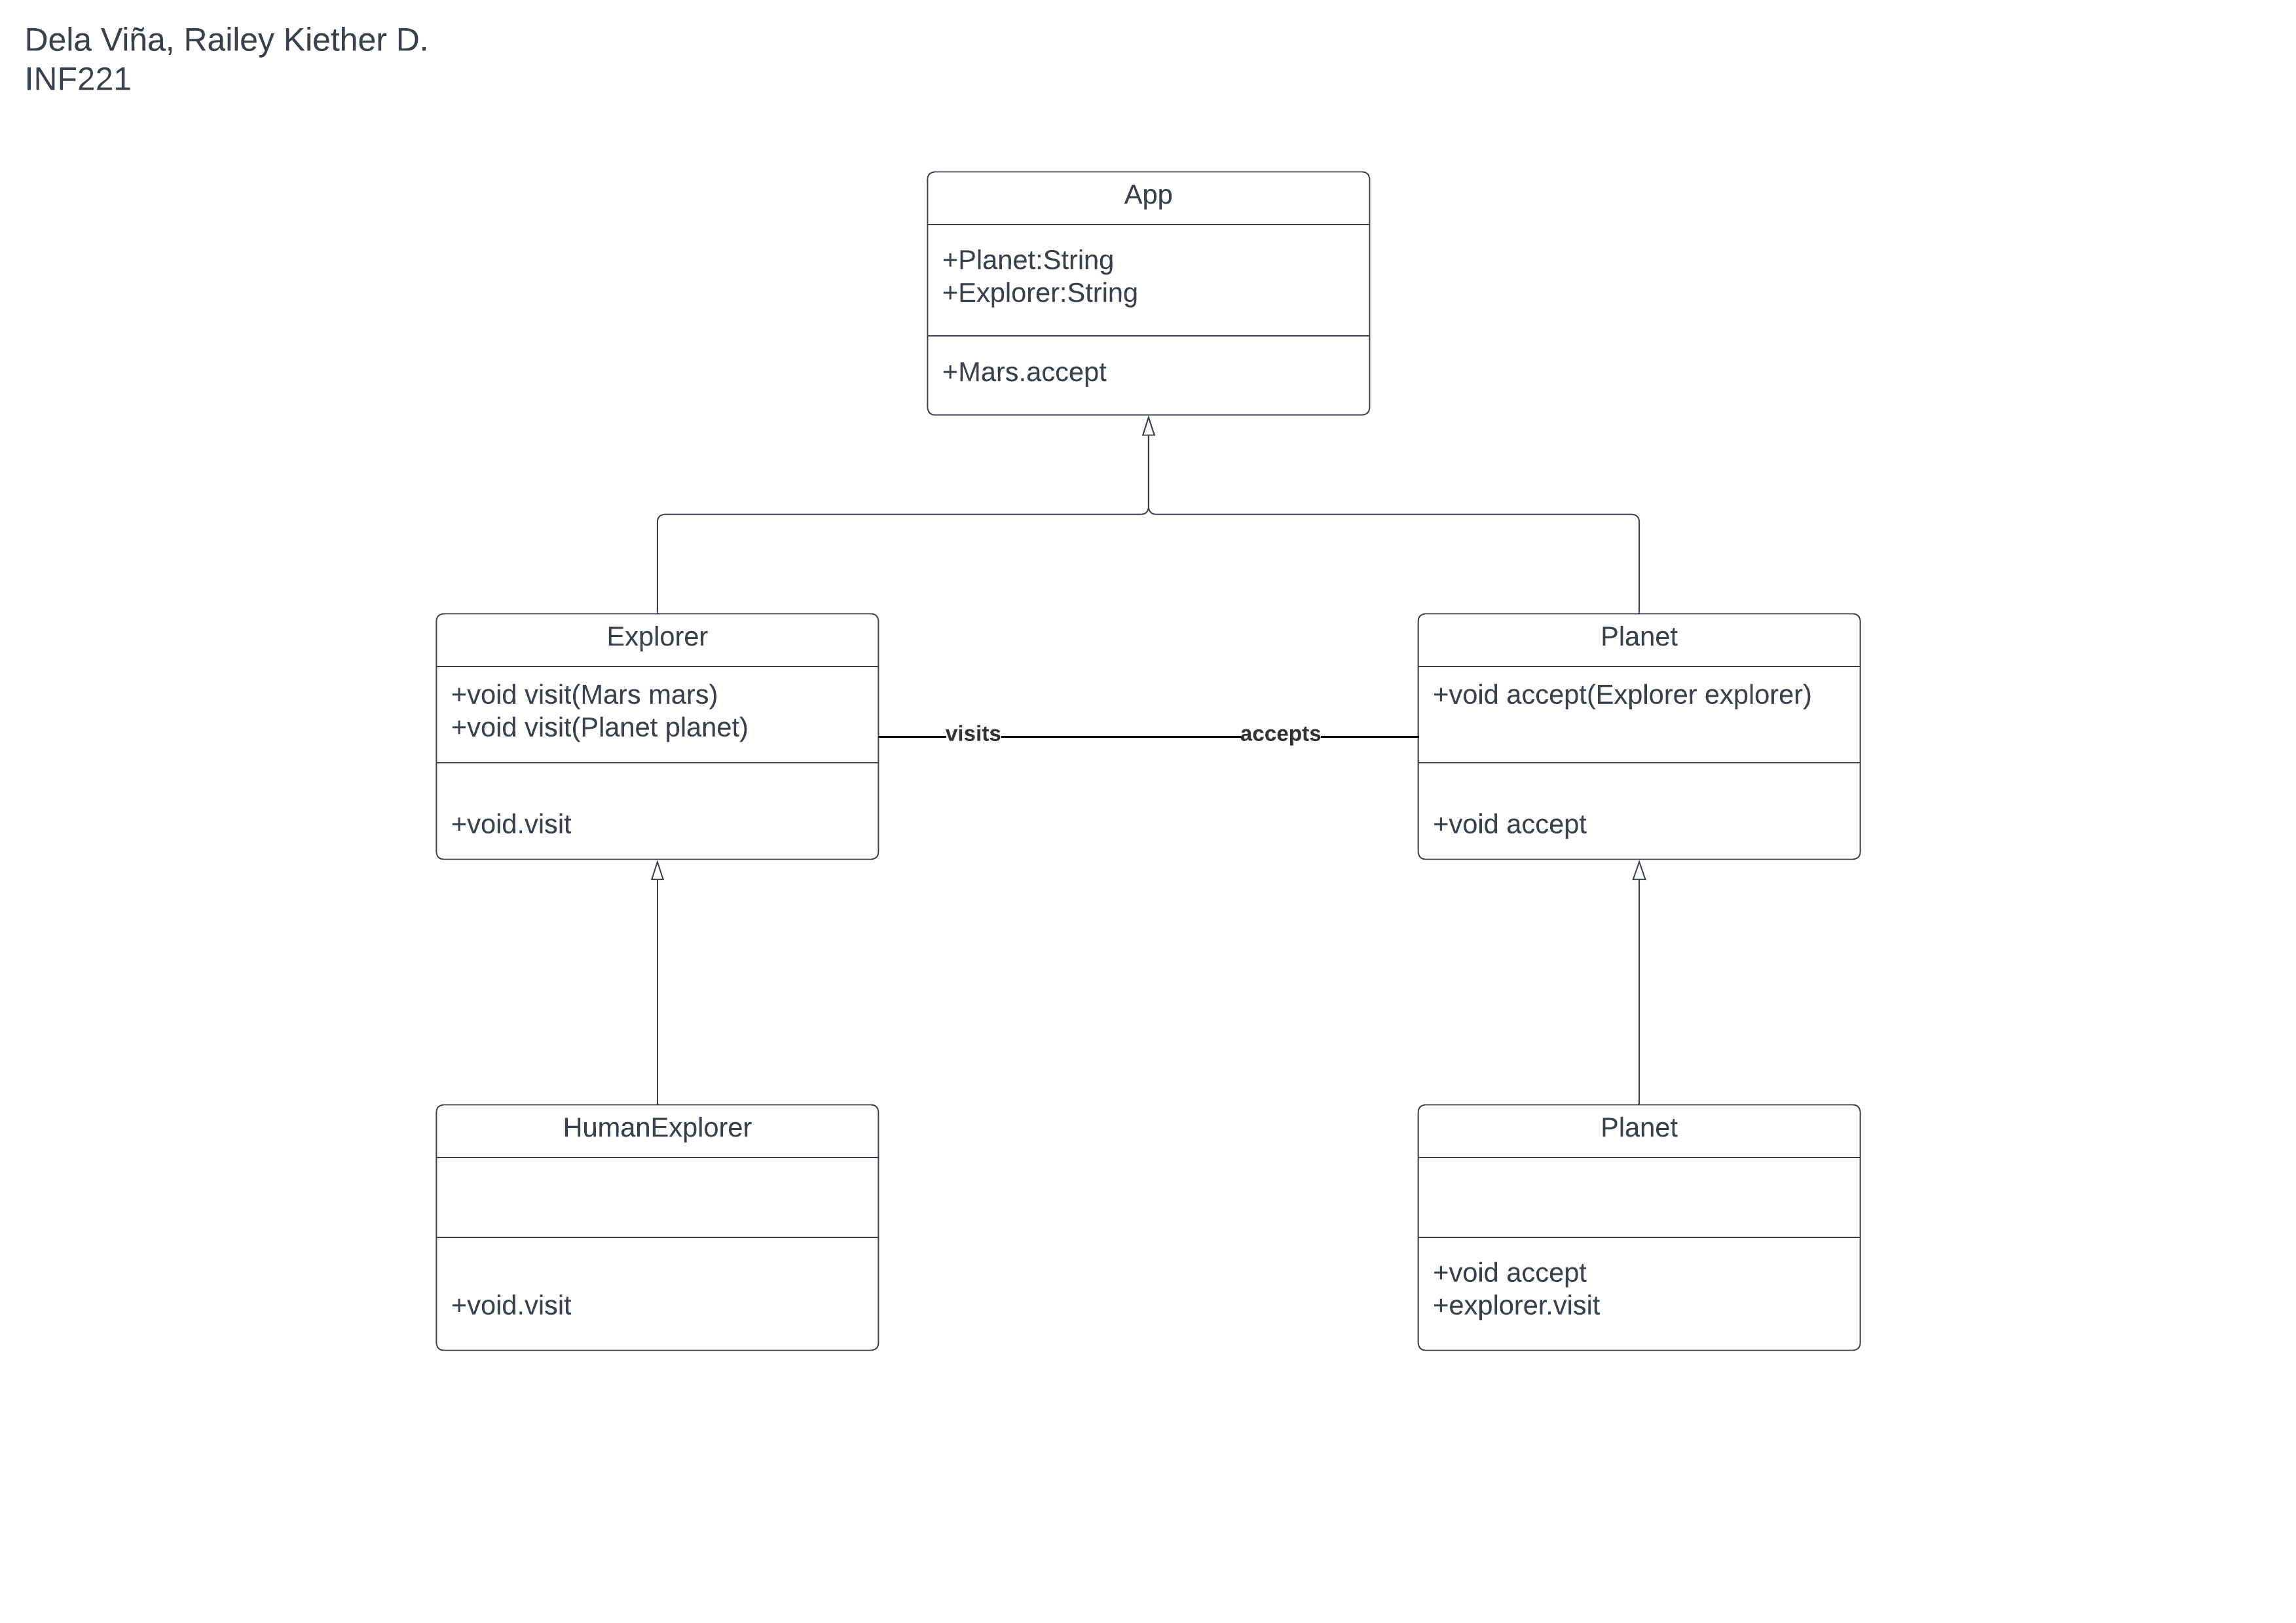 Dela Viña, Railey Kiether D.
INF221
App
+Planet:String
+Explorer:String
+Mars.accept
Explorer
+void visit(Mars mars)
+void visit(Planet planet)
+void.visit
visits
accepts
Planet
+void accept(Explorer explorer)
+void accept
HumanExplorer
+void.visit
Planet
+void accept
+explorer.visit